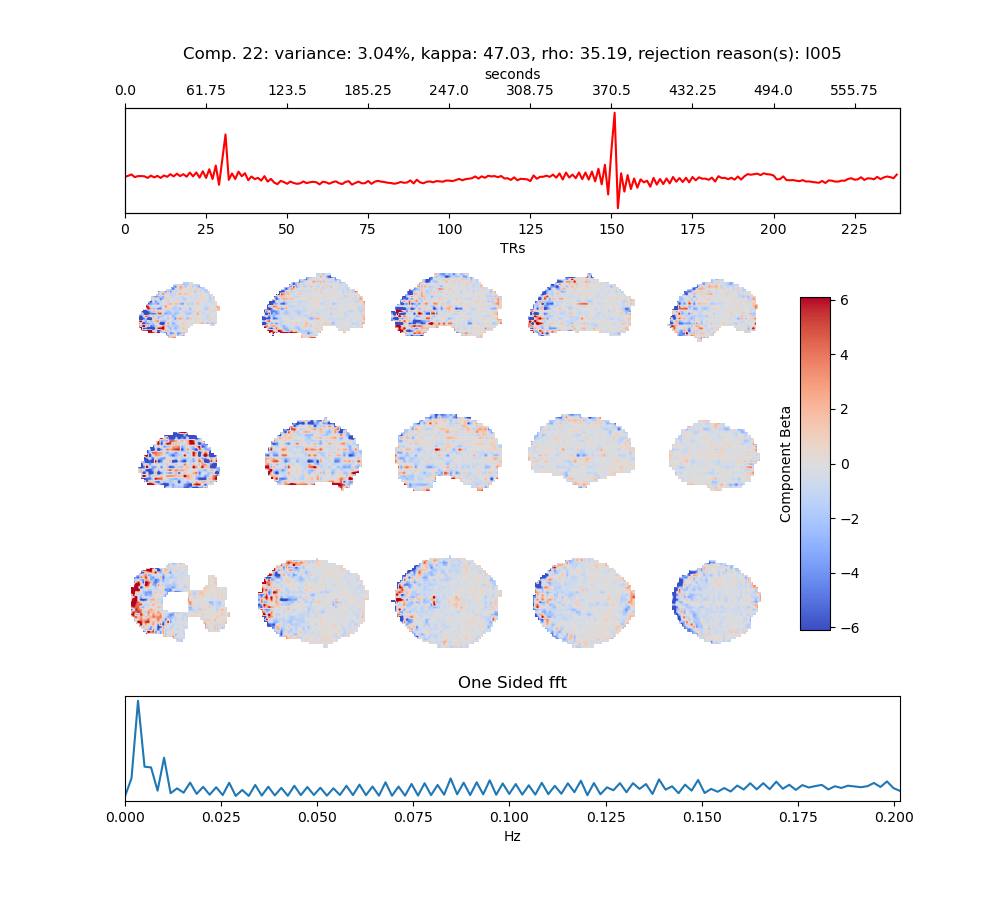 Comp. 22: variance: 3.04%, kappa: 47.03, rho: 35.19, rejection reason(s): I005
seconds
0.0 61.75 123.5 185.25 247.0 308.75 370.5 432.25 494.0 555.75
0 25 50 75 100 125 150 175 200 225
TRs
6
4
2
0
−2
−4
−6
Component Beta
One Sided fft
0.000 0.025 0.050 0.075 0.100 0.125 0.150 0.175 0.200
Hz